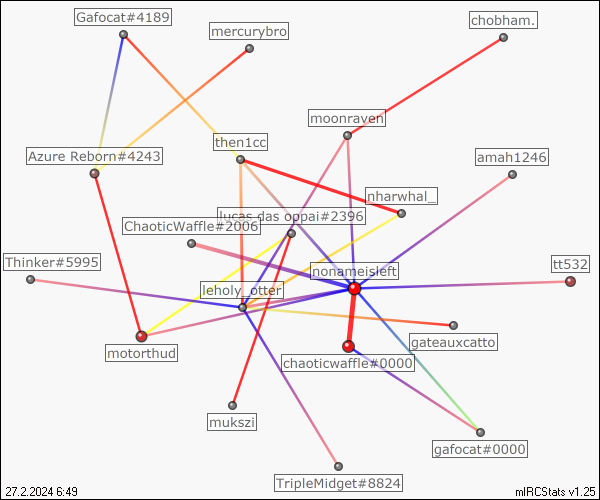 Gafocat#4189
chobham.
mercurybro
moonraven
then1cc
Azure Reborn#4243
amah1246
nharwhal_
lucas das oppai#2396
ChaoticWaffle#2006
Thinker#5995
nonameisleft
tt532
leholy_otter
gateauxcatto
motorthud
chaoticwaffle#0000
mukszi
gafocat#0000
TripleMidget#8824
27.2.2024 6:49
mIRCStats v1.25